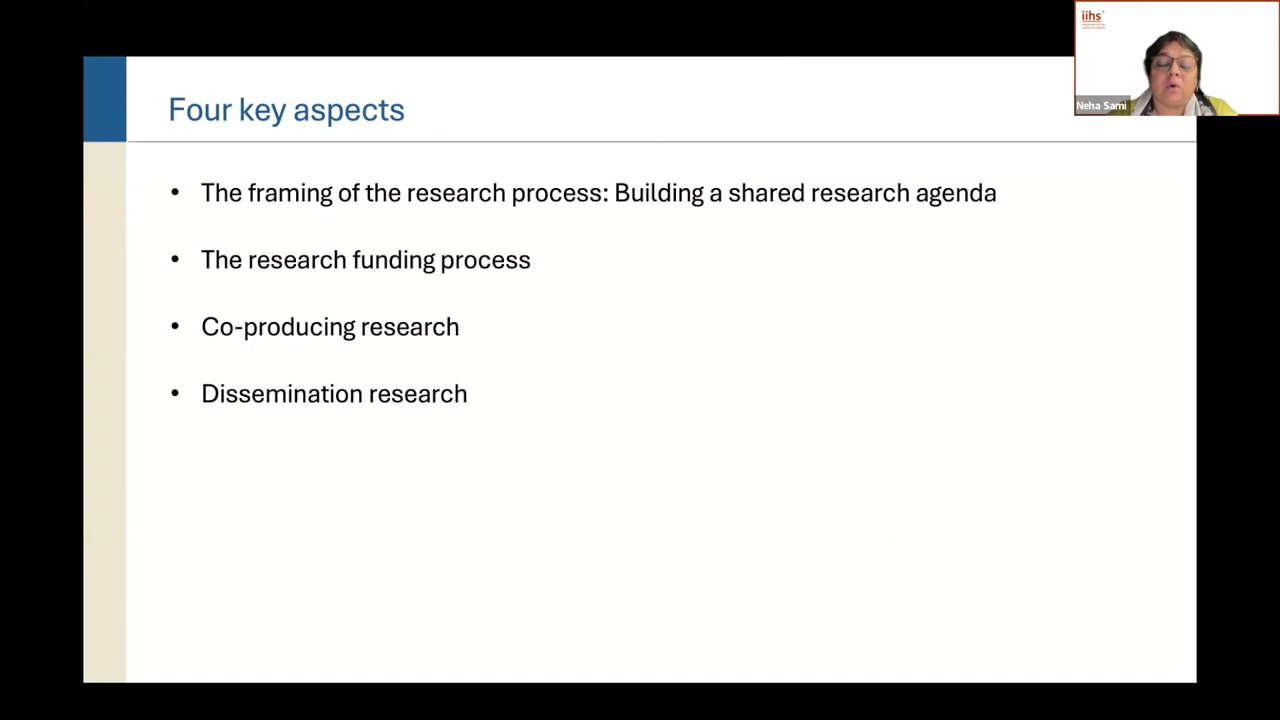 iihs
Neha Sami
Four key aspects
• The framing of the research process: Building a shared research agenda
• The research funding process
• Co-producing research
• Dissemination research